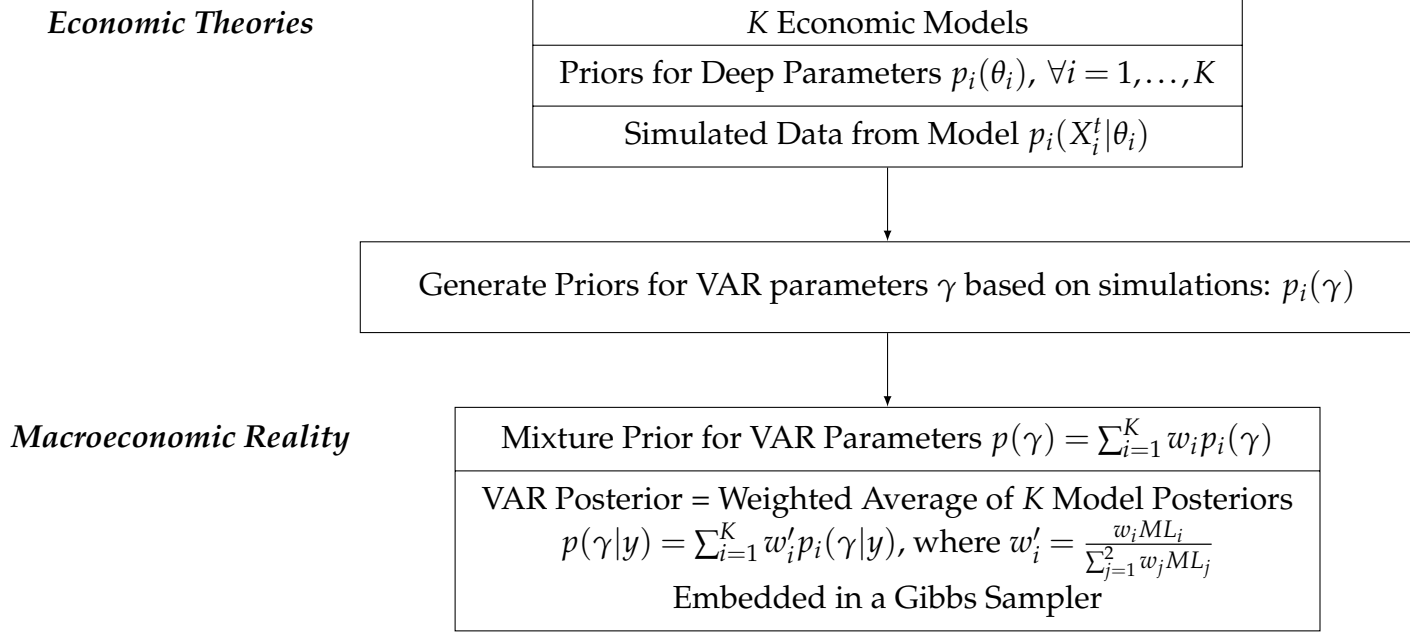 Economic Theories
K Economic Models
Priors for Deep Parameters p_i(θ_i), ∀i = 1,…,K
Simulated Data from Model p_i(X_i^t|θ_i)
Generate Priors for VAR parameters γ based on simulations: p_i(γ)
Macroeconomic Reality
Mixture Prior for VAR Parameters p(γ) = ∑_{i=1}^K w_i p_i(γ)
VAR Posterior = Weighted Average of K Model Posteriors
p(γ|y) = ∑_{i=1}^K w'_i p_i(γ|y), where w'_i = \frac{w_i ML_i}{∑_{j=1}^2 w_j ML_j}
Embedded in a Gibbs Sampler